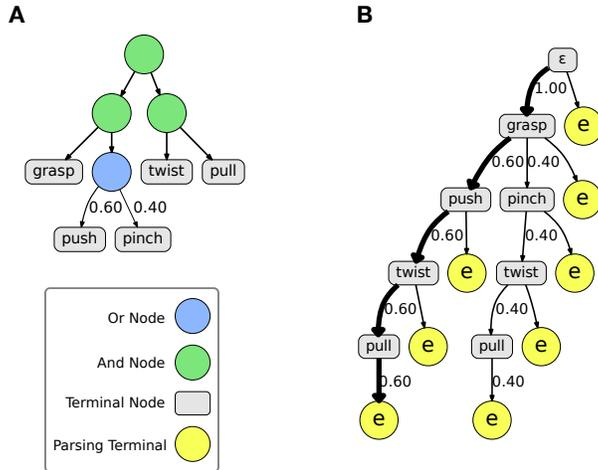 A
grasp
twist
pull
0.60
0.40
push
pinch
Or Node
And Node
Terminal Node
Parsing Terminal
B
ε
1.00
grasp
e
0.60
0.40
push
pinch
e
0.60
0.40
twist
e
twist
e
0.60
0.40
pull
e
pull
e
0.60
0.40
e
e